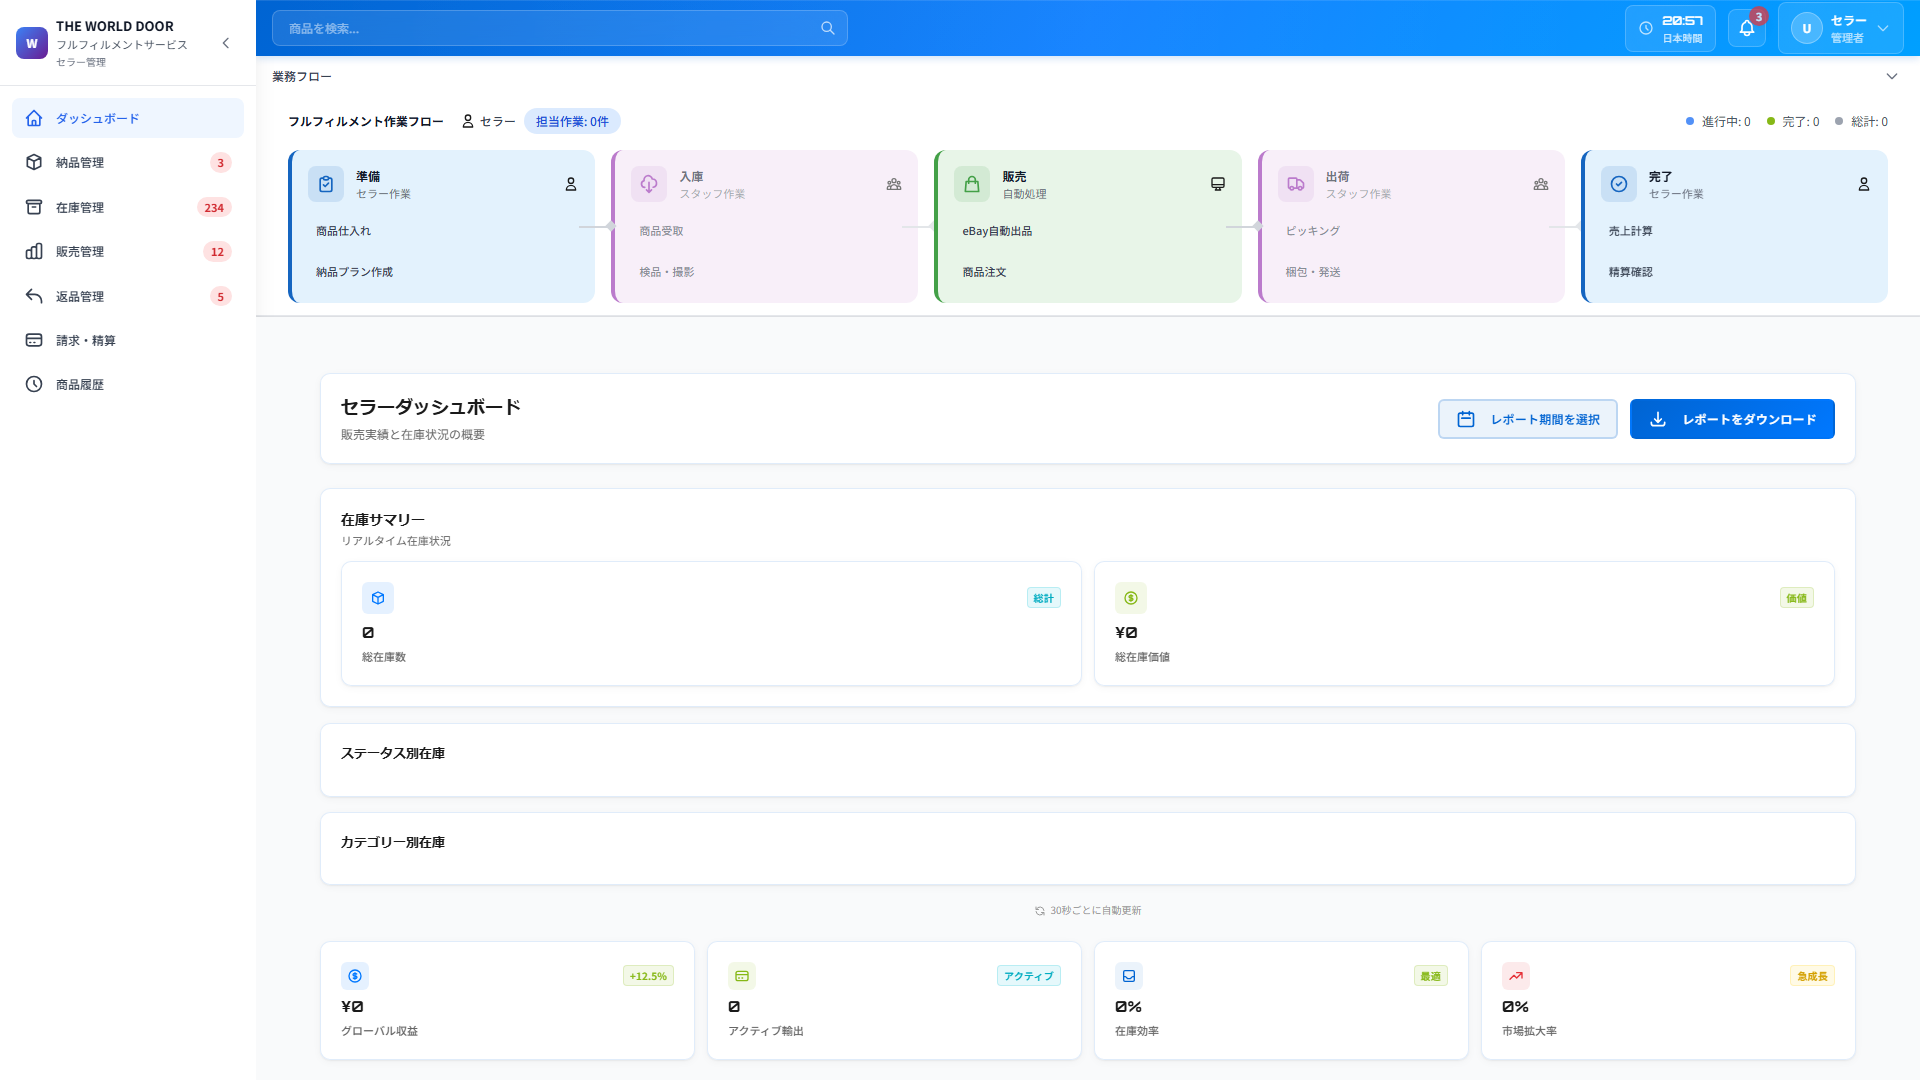 THE WORLD DOOR
W
フルフィルメントサービス
セラー管理
ダッシュボード
納品管理
3
在庫管理
234
販売管理
12
返品管理
5
請求・精算
商品履歴
商品を検索...
20:57
日本時間
3
U
セラー
管理者
業務フロー
フルフィルメント作業フロー
セラー
担当作業: 0件
進行中: 0
完了: 0
総計: 0
準備
セラー作業
商品仕入れ
納品プラン作成
入庫
スタッフ作業
商品受取
検品・撮影
販売
自動処理
eBay自動出品
商品注文
出荷
スタッフ作業
ピッキング
梱包・発送
完了
セラー作業
売上計算
精算確認
セラーダッシュボード
販売実績と在庫状況の概要
レポート期間を選択
レポートをダウンロード
在庫サマリー
リアルタイム在庫状況
総計
0
総在庫数
価値
¥0
総在庫価値
ステータス別在庫
カテゴリー別在庫
30秒ごとに自動更新
+12.5%
¥0
グローバル収益
アクティブ
0
アクティブ輸出
最適
0%
在庫効率
急成長
0%
市場拡大率